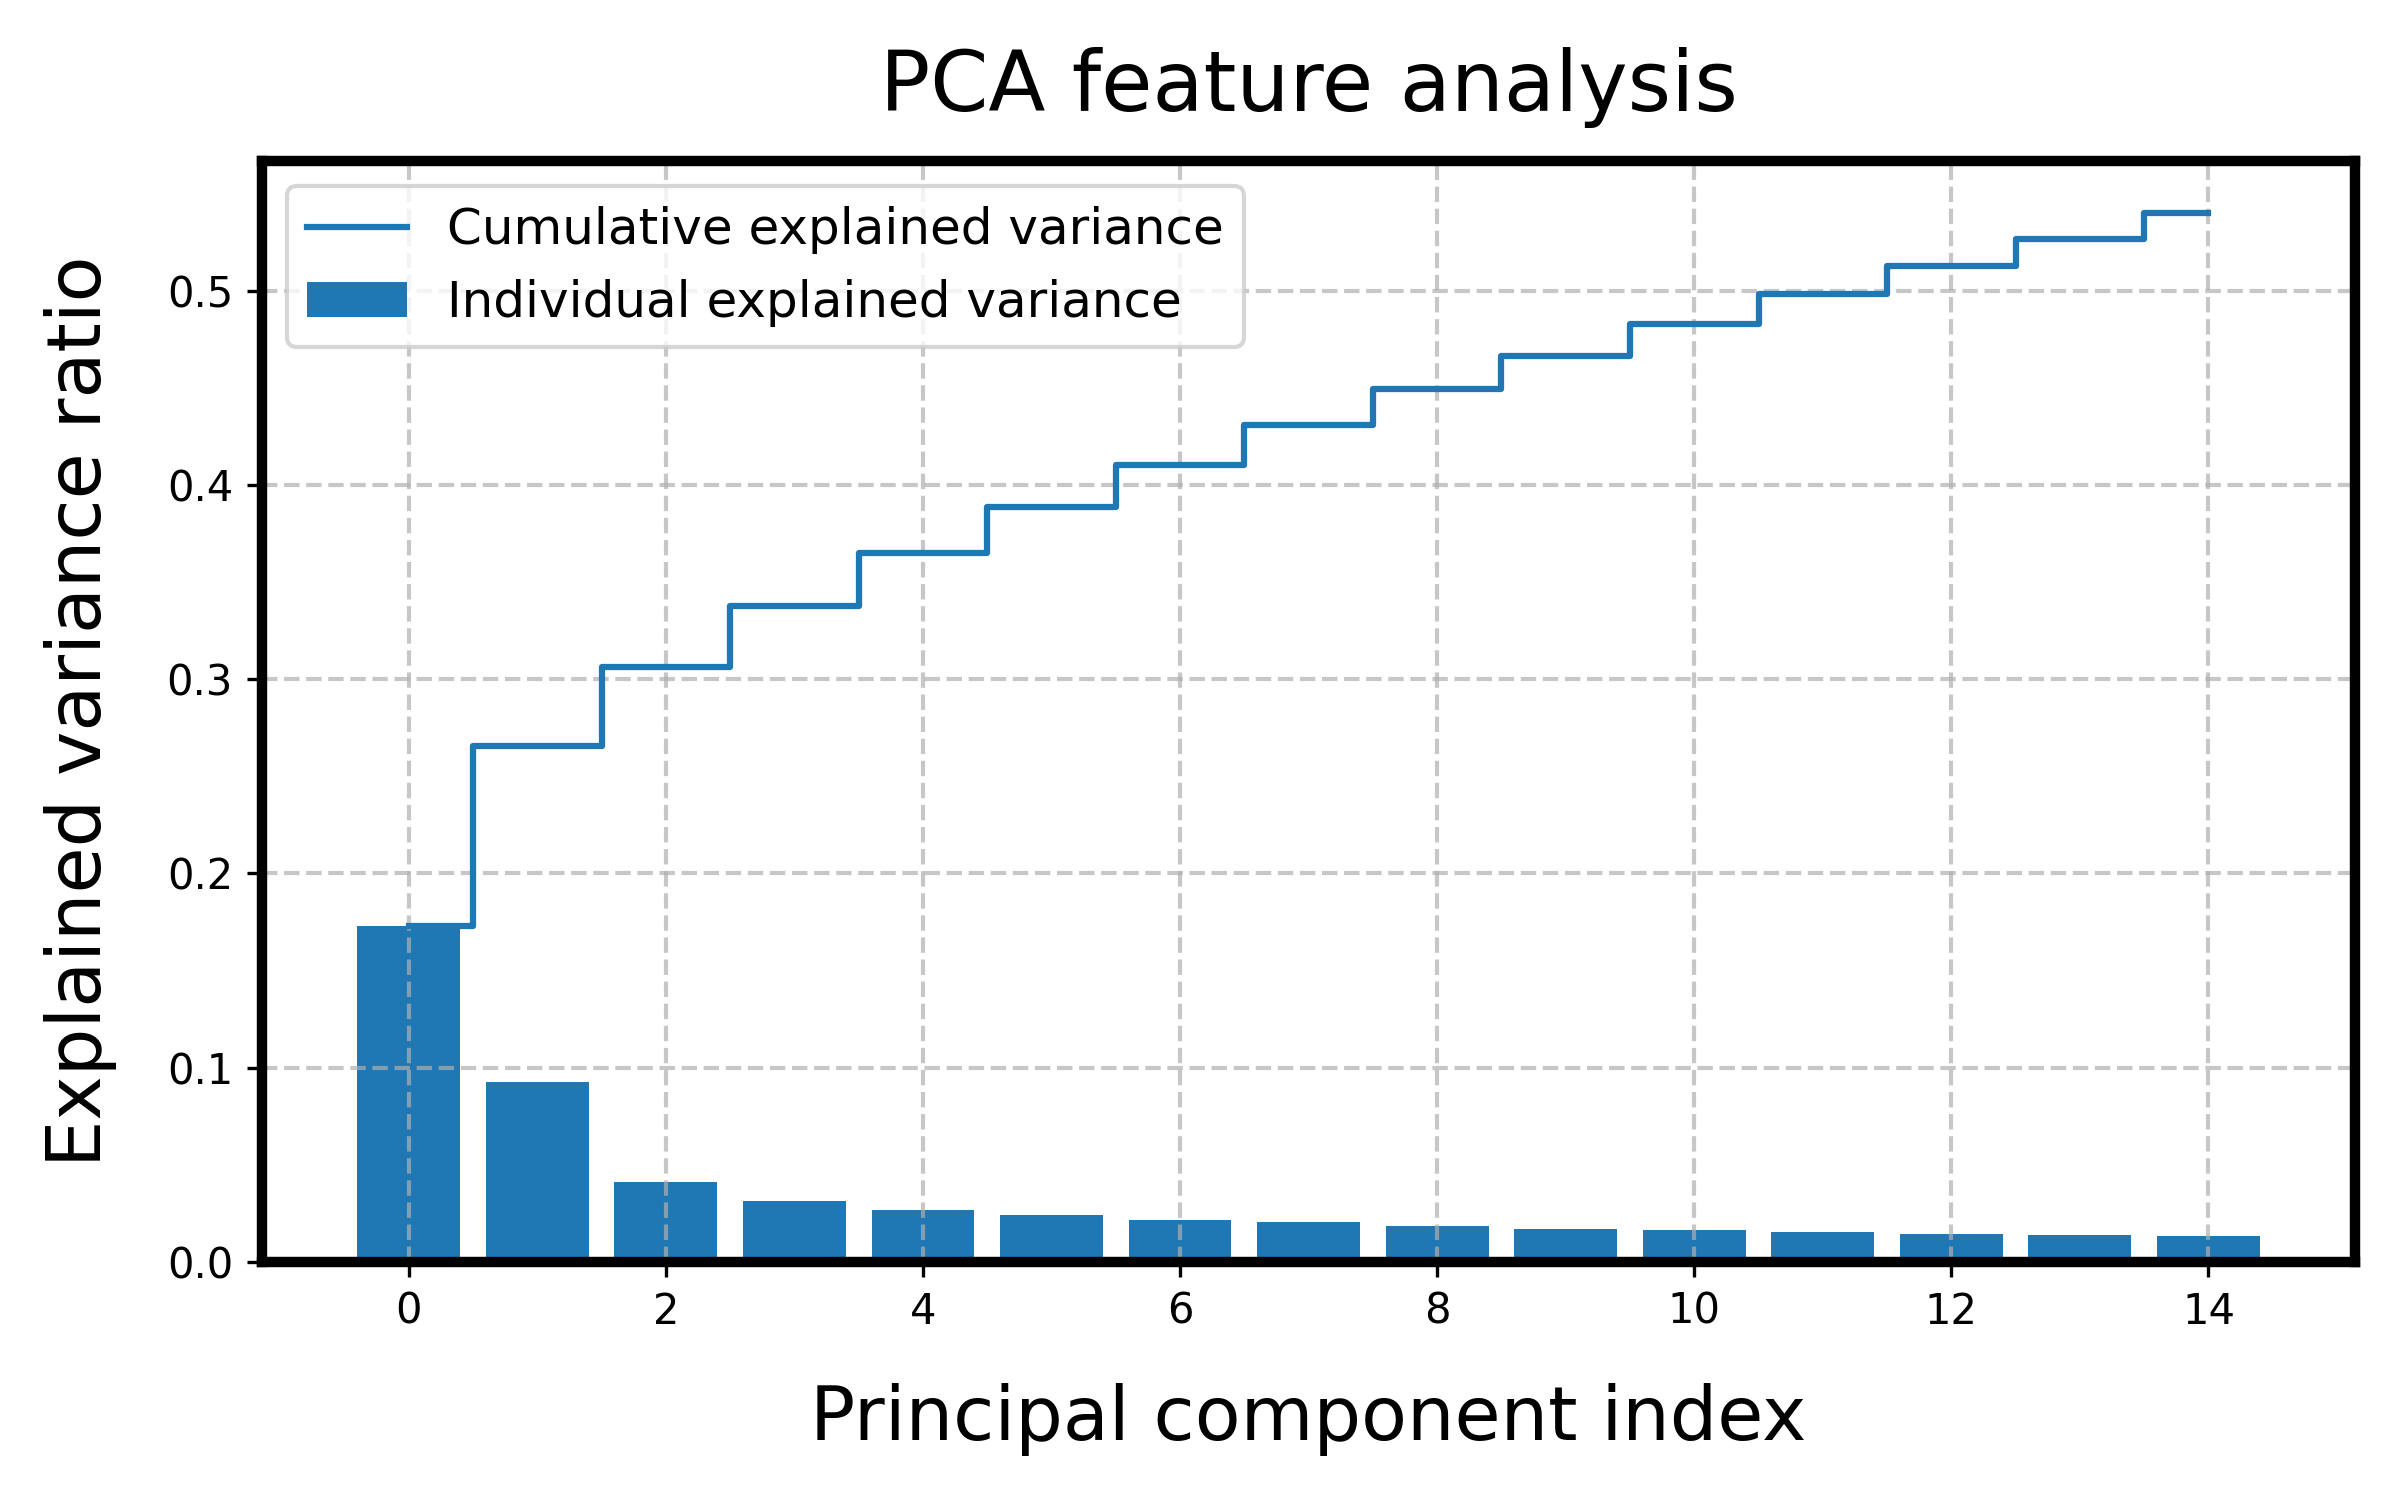 PCA feature analysis
Explained variance ratio
Cumulative explained variance
Individual explained variance
0.5
0.4
0.3
0.2
0.1
0.0
0 2 4 6 8 10 12 14
Principal component index